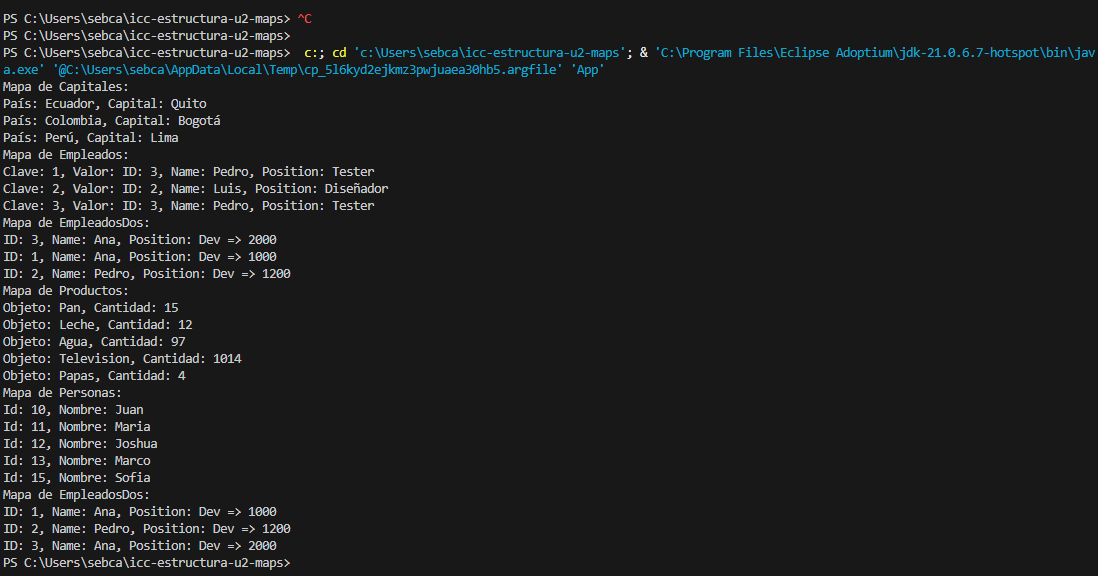 PS C:\Users\sebca\icc-estructura-u2-maps> ^C
PS C:\Users\sebca\icc-estructura-u2-maps>
PS C:\Users\sebca\icc-estructura-u2-maps>  c:; cd 'c:\Users\sebca\icc-estructura-u2-maps'; & 'C:\Program Files\Eclipse Adoptium\jdk-21.0.6.7-hotspot\bin\jav
a.exe' '@C:\Users\sebca\AppData\Local\Temp\cp_5l6kyd2ejkmz3pwjuaea30hb5.argfile' 'App'
Mapa de Capitales:
País: Ecuador, Capital: Quito
País: Colombia, Capital: Bogotá
País: Perú, Capital: Lima
Mapa de Empleados:
Clave: 1, Valor: ID: 3, Name: Pedro, Position: Tester
Clave: 2, Valor: ID: 2, Name: Luis, Position: Diseñador
Clave: 3, Valor: ID: 3, Name: Pedro, Position: Tester
Mapa de EmpleadosDos:
ID: 3, Name: Ana, Position: Dev => 2000
ID: 1, Name: Ana, Position: Dev => 1000
ID: 2, Name: Pedro, Position: Dev => 1200
Mapa de Productos:
Objeto: Pan, Cantidad: 15
Objeto: Leche, Cantidad: 12
Objeto: Agua, Cantidad: 97
Objeto: Television, Cantidad: 1014
Objeto: Papas, Cantidad: 4
Mapa de Personas:
Id: 10, Nombre: Juan
Id: 11, Nombre: Maria
Id: 12, Nombre: Joshua
Id: 13, Nombre: Marco
Id: 15, Nombre: Sofia
Mapa de EmpleadosDos:
ID: 1, Name: Ana, Position: Dev => 1000
ID: 2, Name: Pedro, Position: Dev => 1200
ID: 3, Name: Ana, Position: Dev => 2000
PS C:\Users\sebca\icc-estructura-u2-maps>